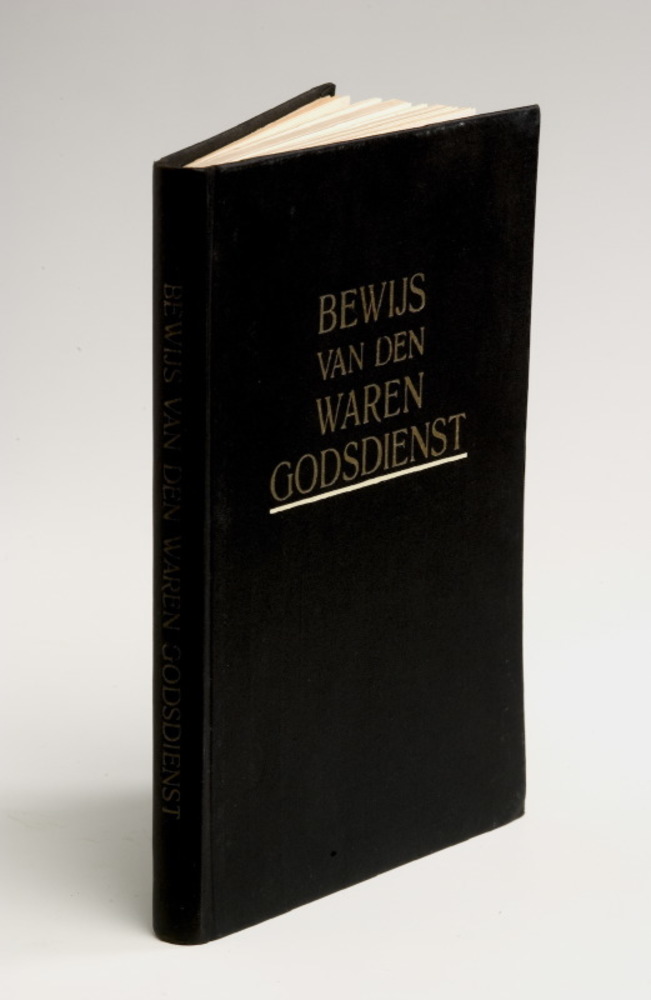 BEWIJS
VAN DEN
WAREN
GODSDIENST
BEWIJS VAN DEN WAREN GODSDIENST